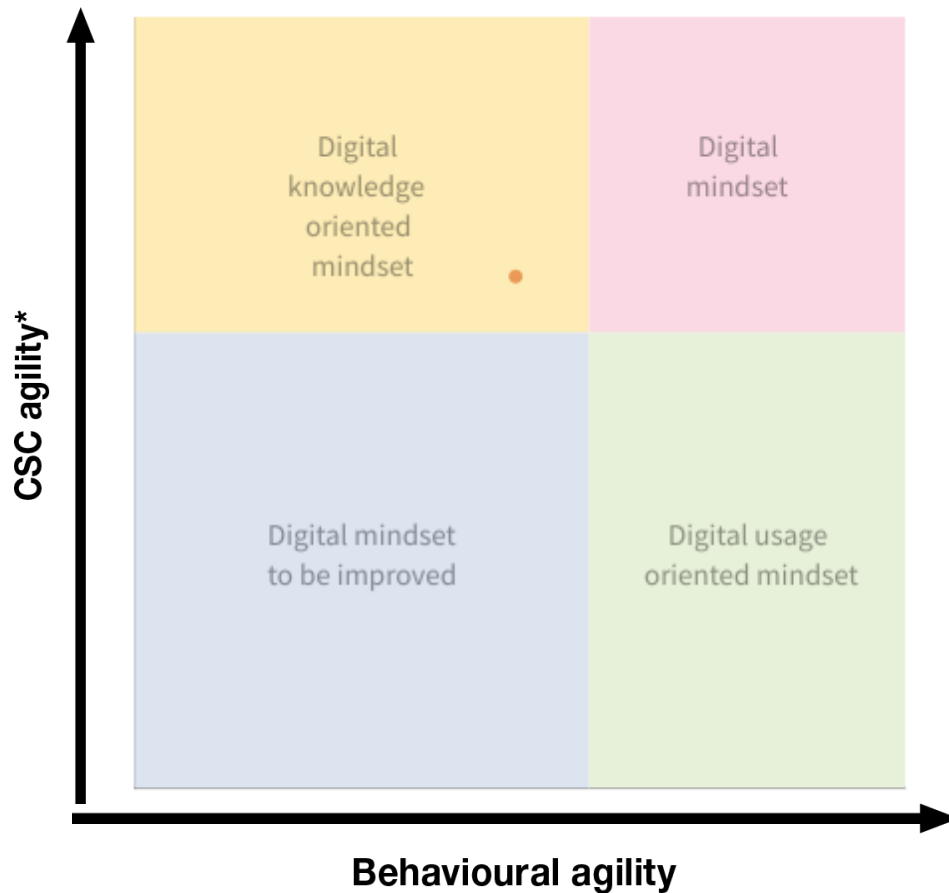 Digital
knowledge
oriented
mindset
Digital
mindset
CSC agility*
Digital mindset
to be improved
Digital usage
oriented mindset
Behavioural agility